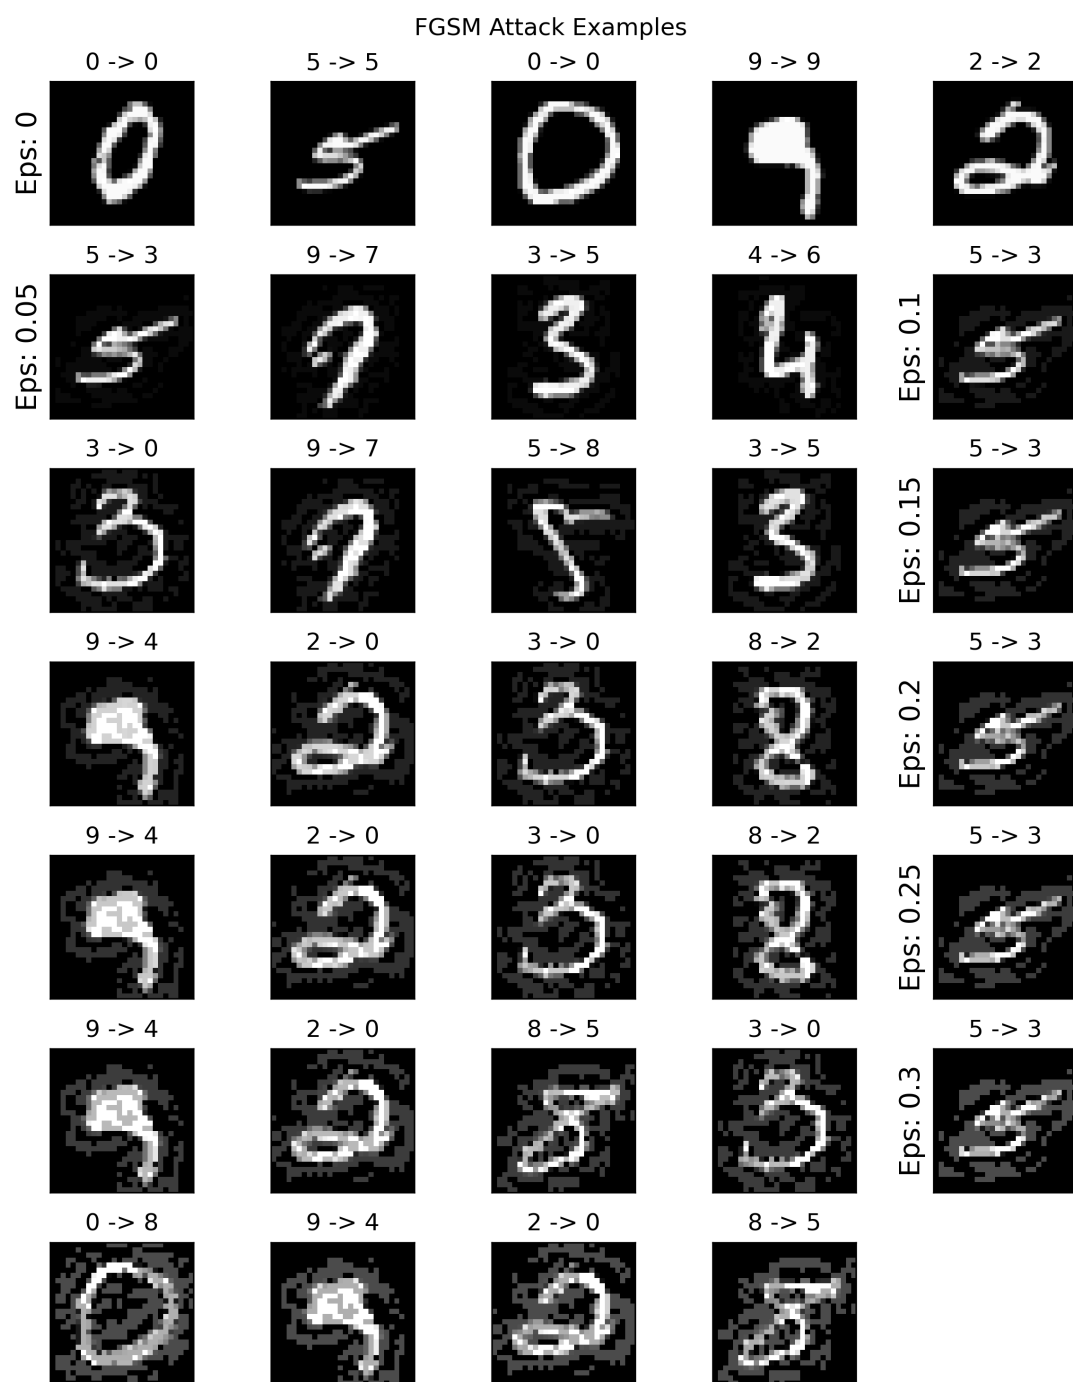 FGSM Attack Examples
0 -> 0 5 -> 5 0 -> 0 9 -> 9 2 -> 2
Eps: 0
5 -> 3 9 -> 7 3 -> 5 4 -> 6 5 -> 3
Eps: 0.05 Eps: 0.1
3 -> 0 9 -> 7 5 -> 8 3 -> 5 5 -> 3
Eps: 0.15
9 -> 4 2 -> 0 3 -> 0 8 -> 2 5 -> 3
Eps: 0.2
9 -> 4 2 -> 0 3 -> 0 8 -> 2 5 -> 3
Eps: 0.25
9 -> 4 2 -> 0 8 -> 5 3 -> 0 5 -> 3
Eps: 0.3
0 -> 8 9 -> 4 2 -> 0 8 -> 5